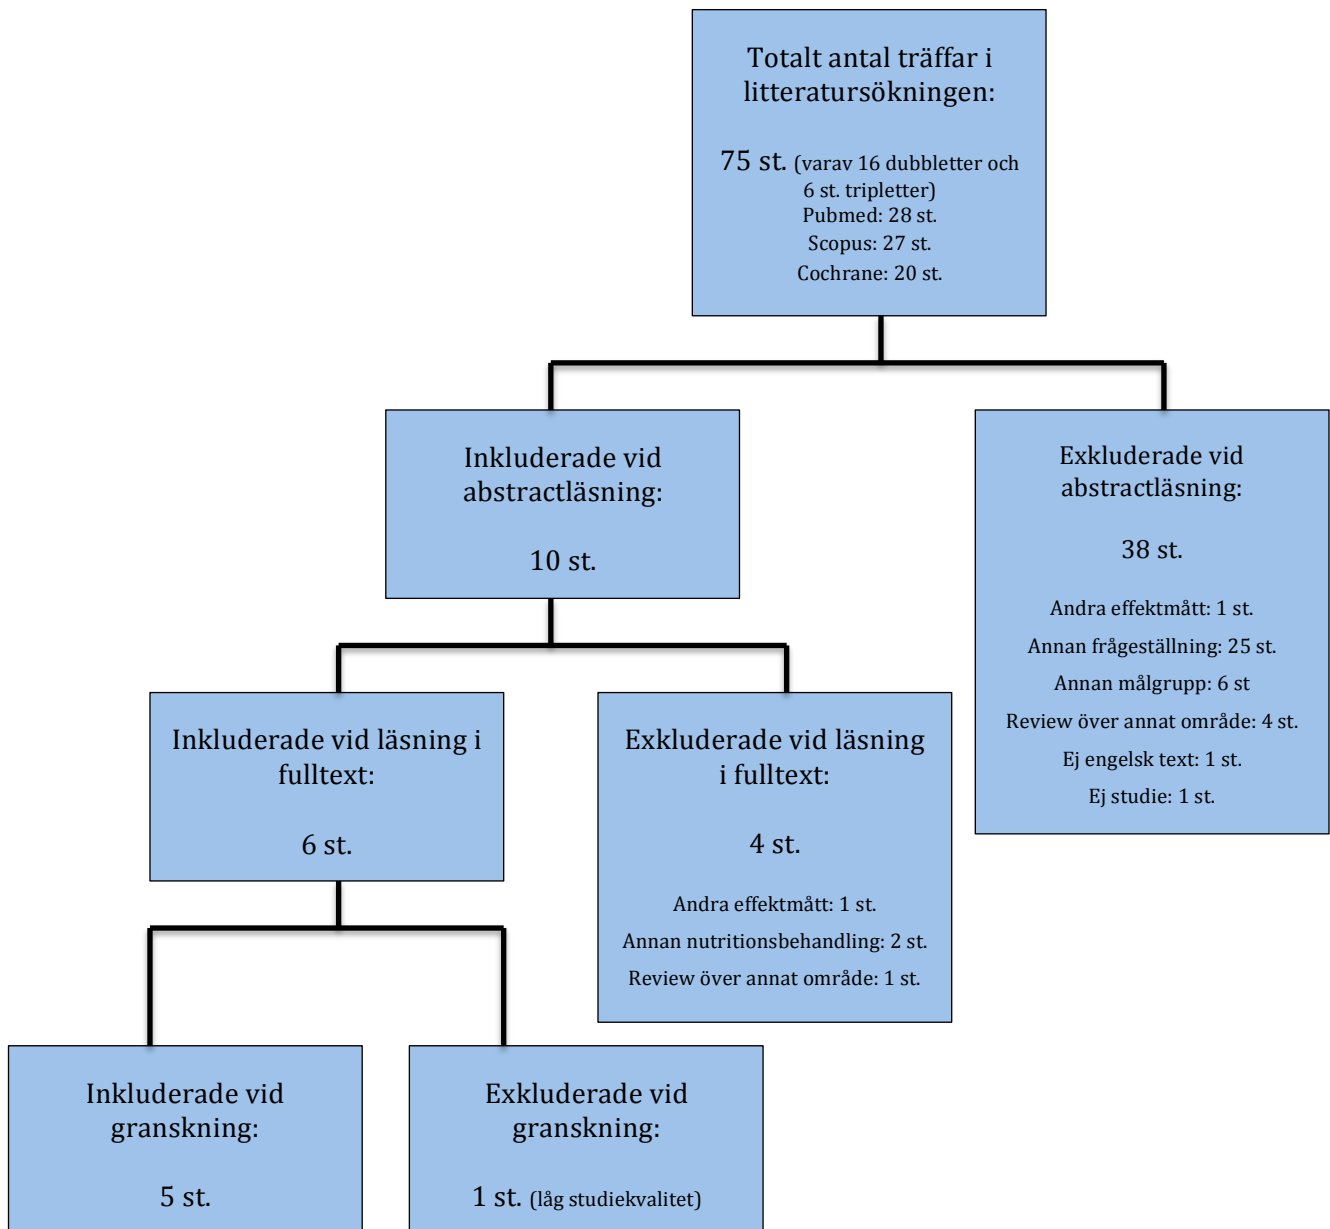 Totalt antal träffar i
litteratursökningen:
75 st. (varav 16 dubbletter och
6 st. tripletter)
Pubmed: 28 st.
Scopus: 27 st.
Cochrane: 20 st.
Inkluderade vid
abstractläsning:
10 st.
Exkluderade vid
abstractläsning:
38 st.
Andra effektmått: 1 st.
Annan frågeställning: 25 st.
Annan målgrupp: 6 st
Review över annat område: 4 st.
Ej engelsk text: 1 st.
Ej studie: 1 st.
Inkluderade vid läsning i
fulltext:
6 st.
Exkluderade vid läsning
i fulltext:
4 st.
Andra effektmått: 1 st.
Annan nutritionsbehandling: 2 st.
Review över annat område: 1 st.
Inkluderade vid
granskning:
5 st.
Exkluderade vid
granskning:
1 st. (låg studiekvalitet)